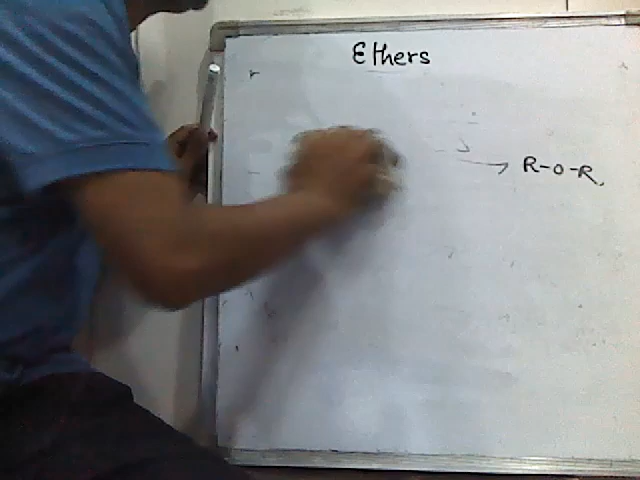 Ethers
→ R-O-R,